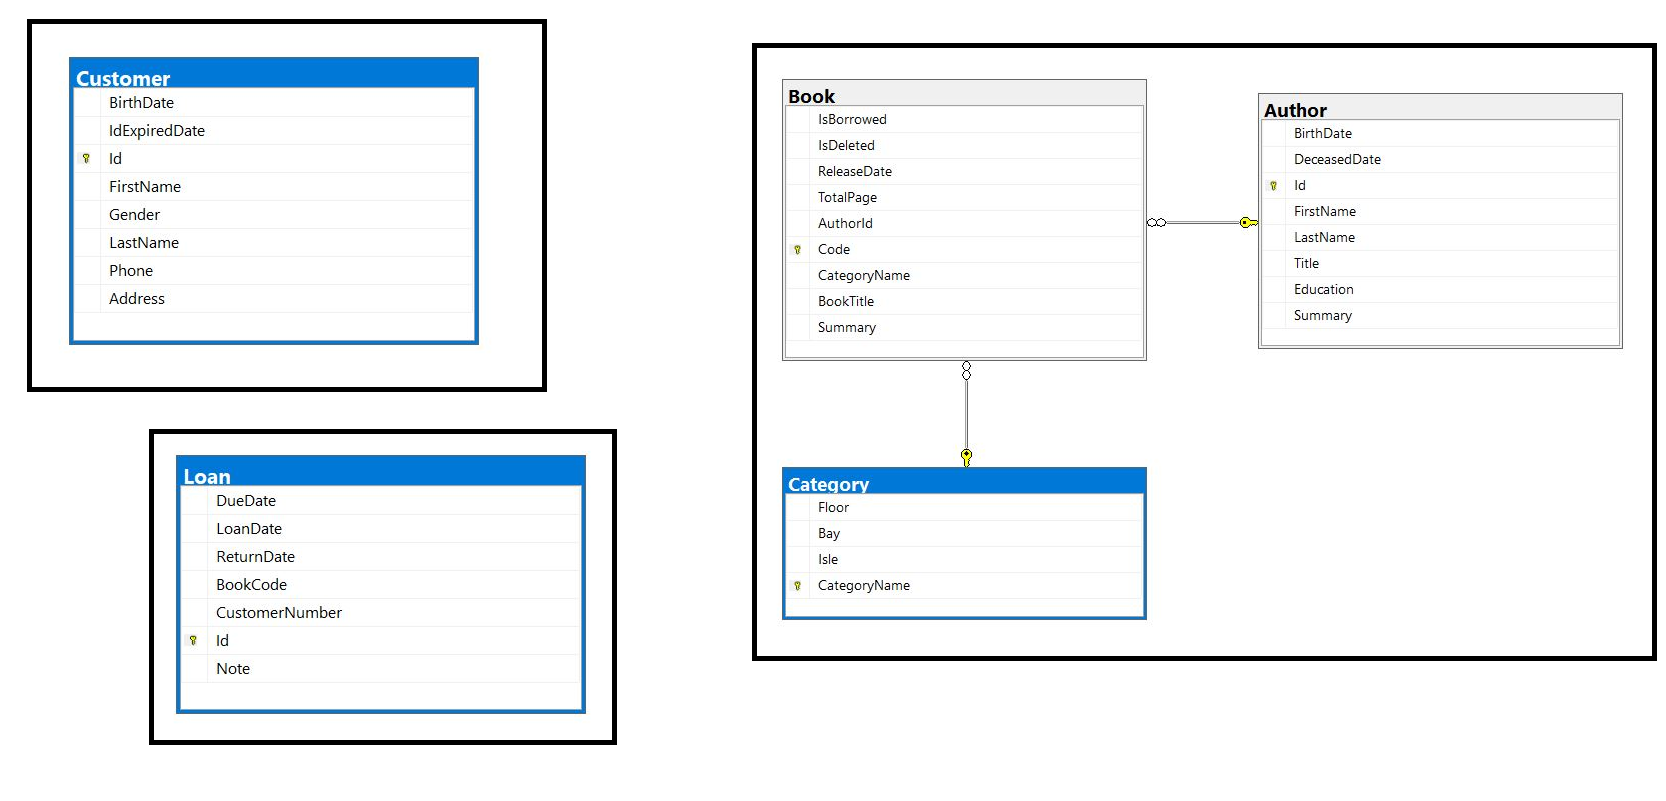 Customer
BirthDate
IdExpiredDate
Id
FirstName
Gender
LastName
Phone
Address
Loan
DueDate
LoanDate
ReturnDate
BookCode
CustomerNumber
Id
Note
Book
IsBorrowed
IsDeleted
ReleaseDate
TotalPage
AuthorId
Code
CategoryName
BookTitle
Summary
Author
BirthDate
DeceasedDate
Id
FirstName
LastName
Title
Education
Summary
Category
Floor
Bay
Isle
CategoryName